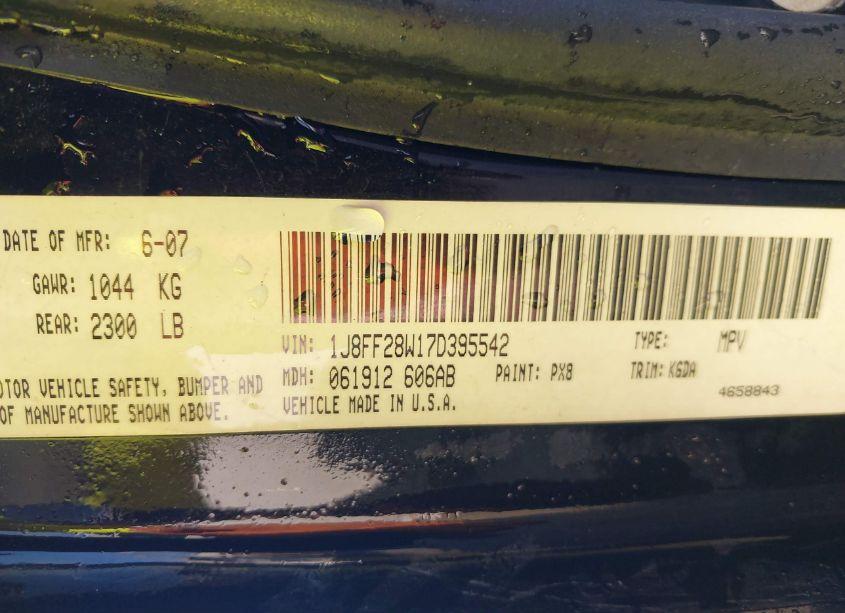 DATE OF MFR: 6-07
GAWR: 1044 KG
REAR: 2300 LB
VIN: 1J8FF28W17D395542
TYPE: MPV
MDH: 061912 606AB
PAINT: PX8
TRIM: K6DA
OTOR VEHICLE SAFETY, BUMPER AND
OF MANUFACTURE SHOWN ABOVE.
VEHICLE MADE IN U.S.A.
4658843